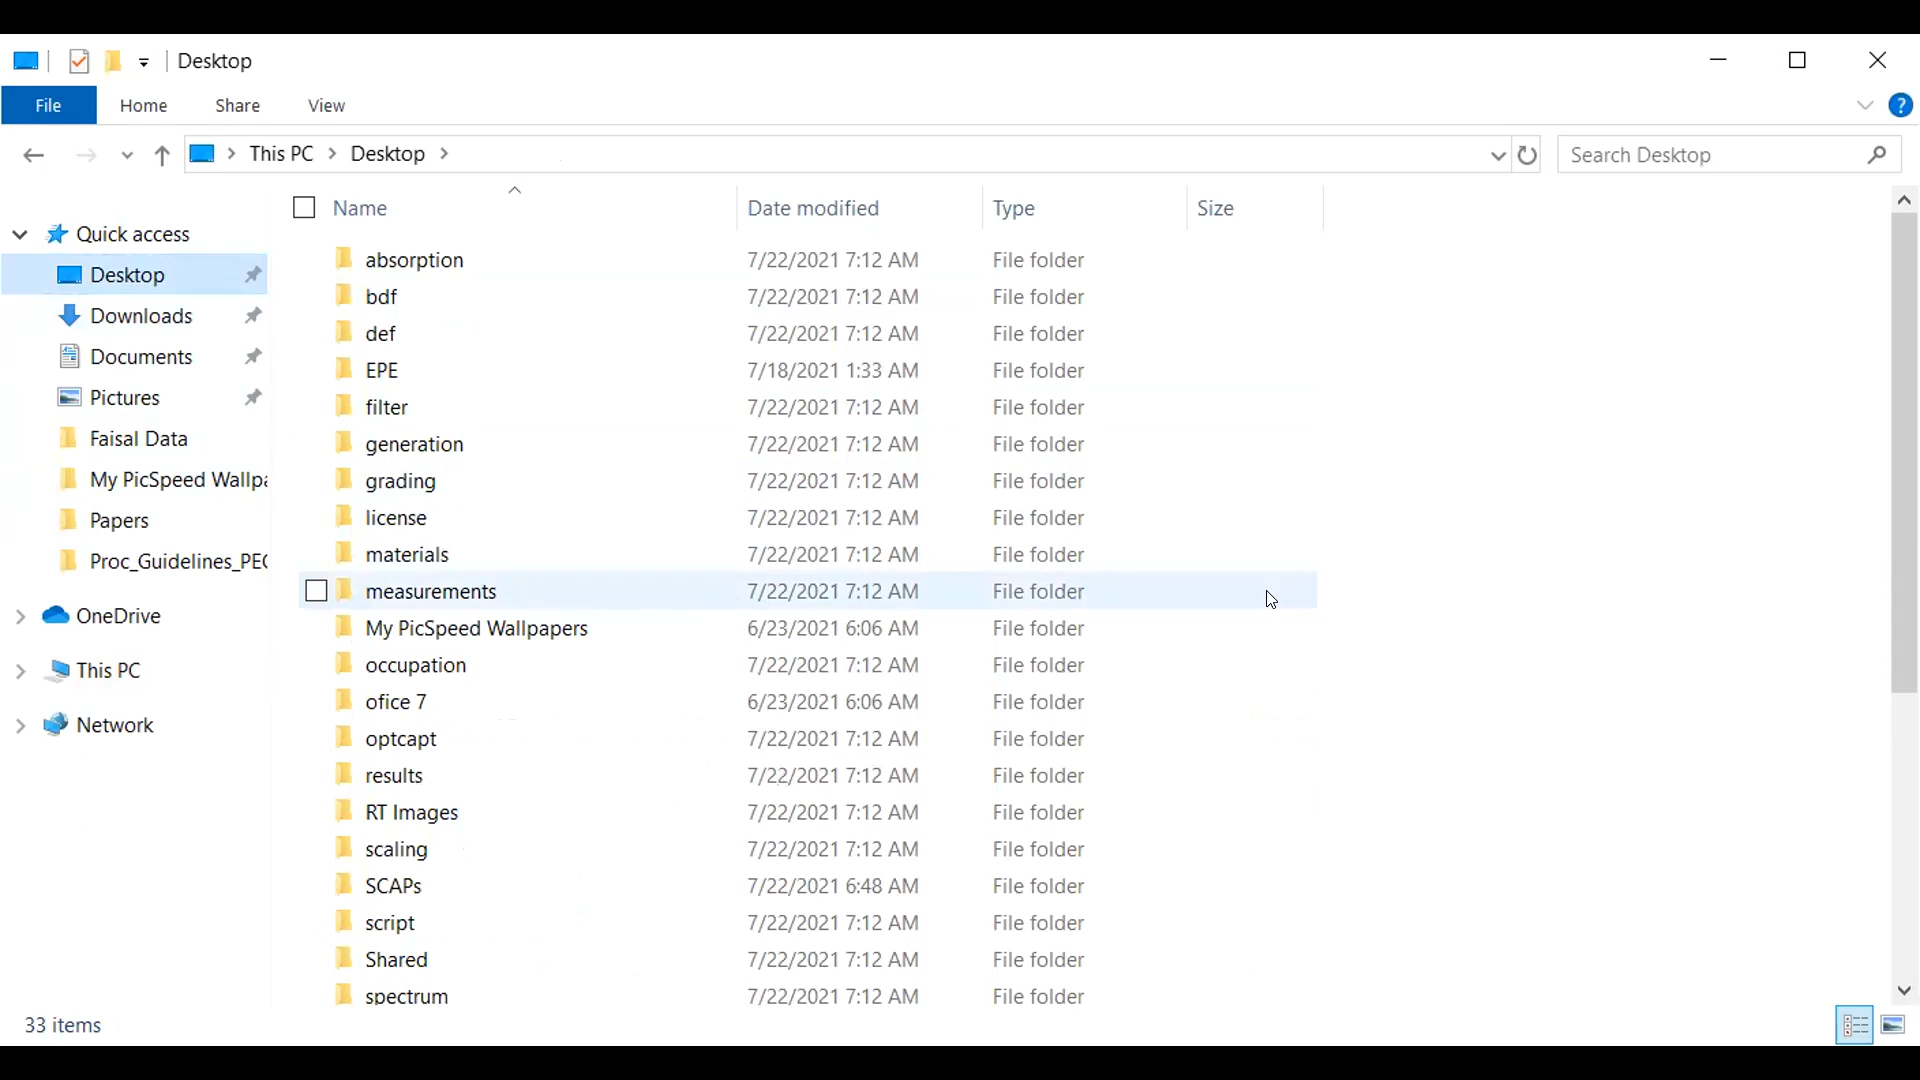 Desktop
File Home Share View ?
This PC Desktop Search Desktop
Name Date modified Type Size
Quick access
Desktop
Downloads
Documents
Pictures
Faisal Data
My PicSpeed Wallpa
Papers
Proc_Guidelines_PEC
OneDrive
This PC
Network
absorption 7/22/2021 7:12 AM File folder
bdf 7/22/2021 7:12 AM File folder
def 7/22/2021 7:12 AM File folder
EPE 7/18/2021 1:33 AM File folder
filter 7/22/2021 7:12 AM File folder
generation 7/22/2021 7:12 AM File folder
grading 7/22/2021 7:12 AM File folder
license 7/22/2021 7:12 AM File folder
materials 7/22/2021 7:12 AM File folder
measurements 7/22/2021 7:12 AM File folder
My PicSpeed Wallpapers 6/23/2021 6:06 AM File folder
occupation 7/22/2021 7:12 AM File folder
ofice 7 6/23/2021 6:06 AM File folder
optcapt 7/22/2021 7:12 AM File folder
results 7/22/2021 7:12 AM File folder
RT Images 7/22/2021 7:12 AM File folder
scaling 7/22/2021 7:12 AM File folder
SCAPs 7/22/2021 6:48 AM File folder
script 7/22/2021 7:12 AM File folder
Shared 7/22/2021 7:12 AM File folder
spectrum 7/22/2021 7:12 AM File folder
33 items